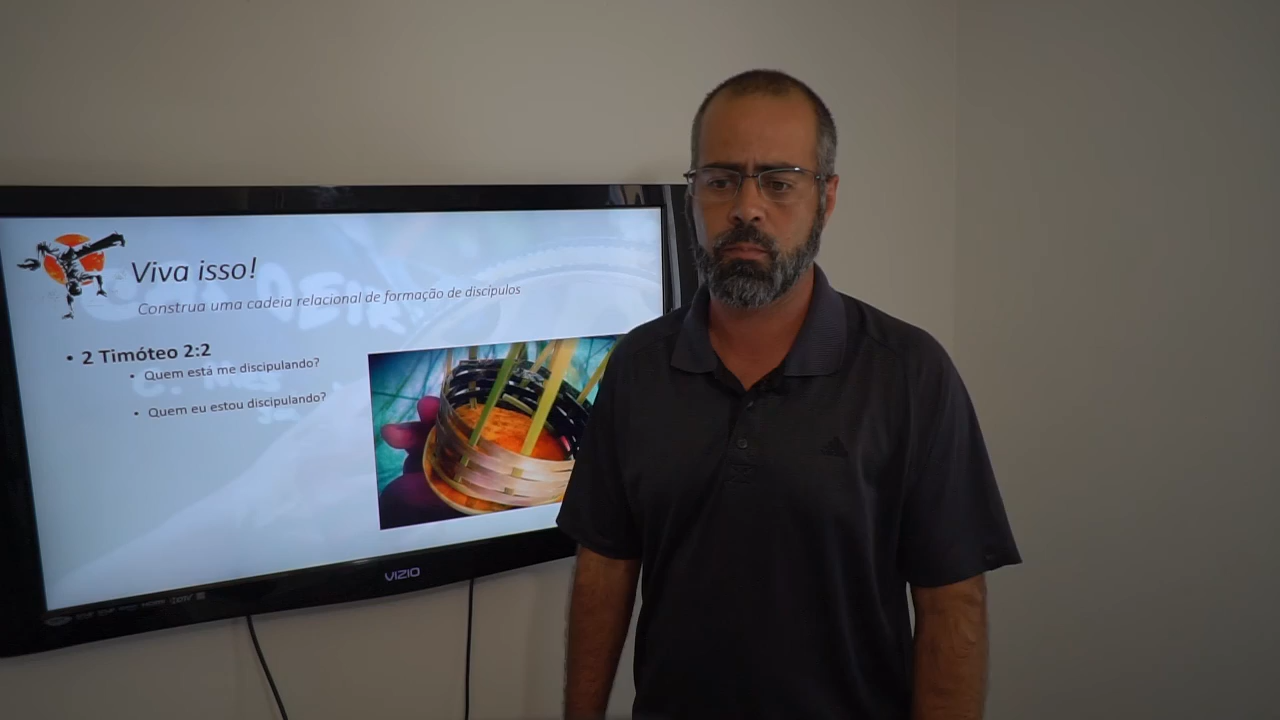 Viva isso!
Construa uma cadeia relacional de formação de discípulos
• 2 Timóteo 2:2
• Quem está me discipulando?
• Quem eu estou discipulando?
VIZIO